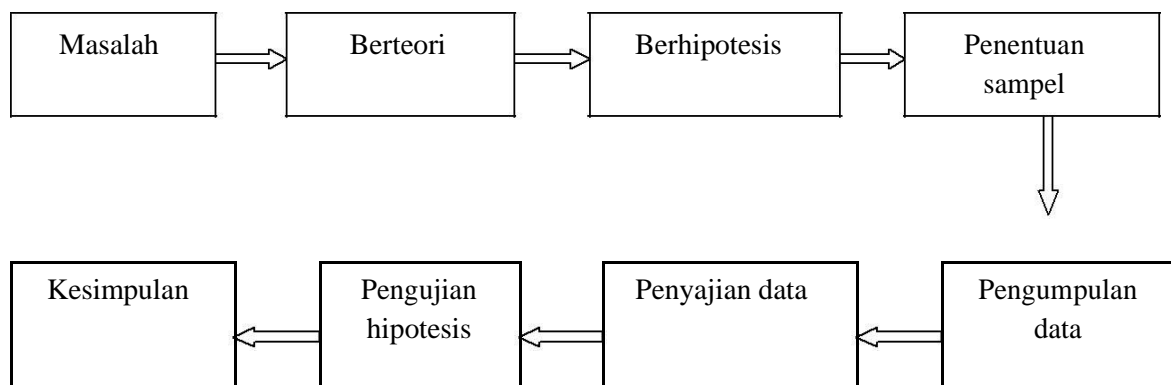 Masalah
Berteori
Berhipotesis
Penentuan
sampel
Pengumpulan
data
Penyajian data
Pengujian
hipotesis
Kesimpulan